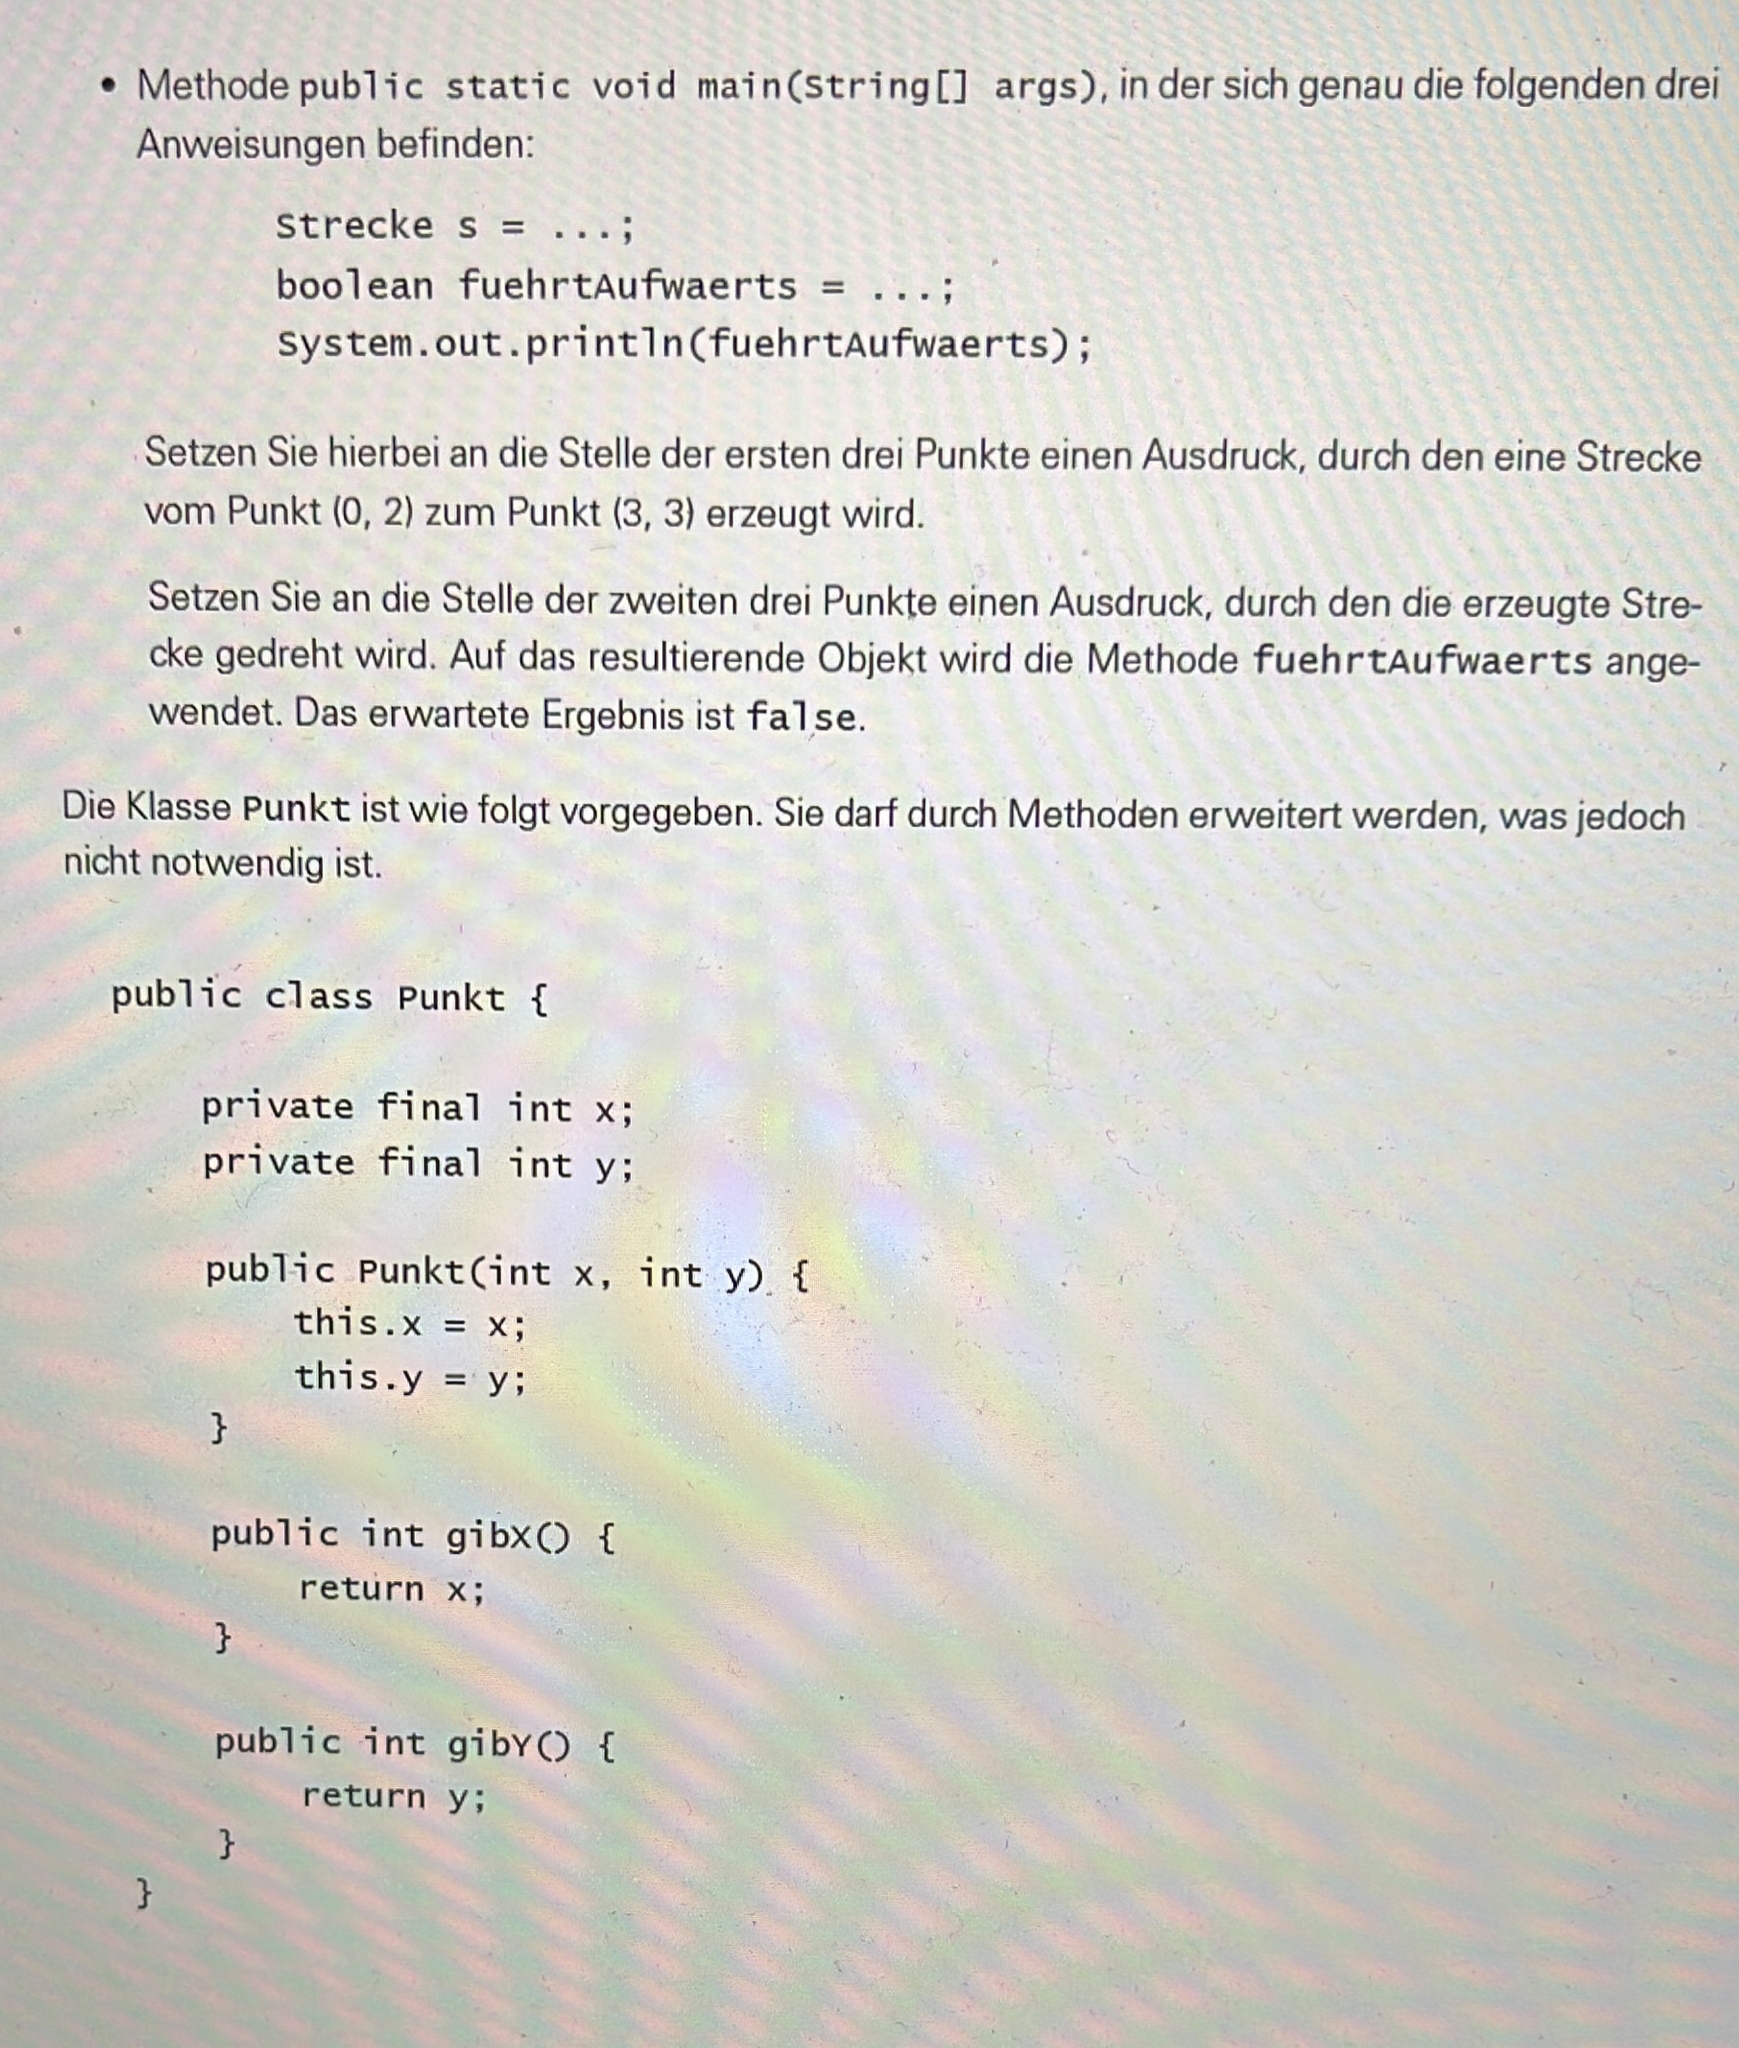 • Methode public static void main(String[] args), in der sich genau die folgenden drei
Anweisungen befinden:
Strecke s = ...;
boolean fuehrtAufwaerts = ...;
System.out.println(fuehrtAufwaerts);
Setzen Sie hierbei an die Stelle der ersten drei Punkte einen Ausdruck, durch den eine Strecke
vom Punkt (0, 2) zum Punkt (3, 3) erzeugt wird.
Setzen Sie an die Stelle der zweiten drei Punkte einen Ausdruck, durch den die erzeugte Stre-
cke gedreht wird. Auf das resultierende Objekt wird die Methode fuehrtAufwaerts ange-
wendet. Das erwartete Ergebnis ist false.
Die Klasse Punkt ist wie folgt vorgegeben. Sie darf durch Methoden erweitert werden, was jedoch
nicht notwendig ist.
public class Punkt {
private final int x;
private final int y;
public Punkt(int x, int y) {
this.x = x;
this.y = y;
}
public int gibX() {
return x;
}
public int gibY() {
return y;
}
}